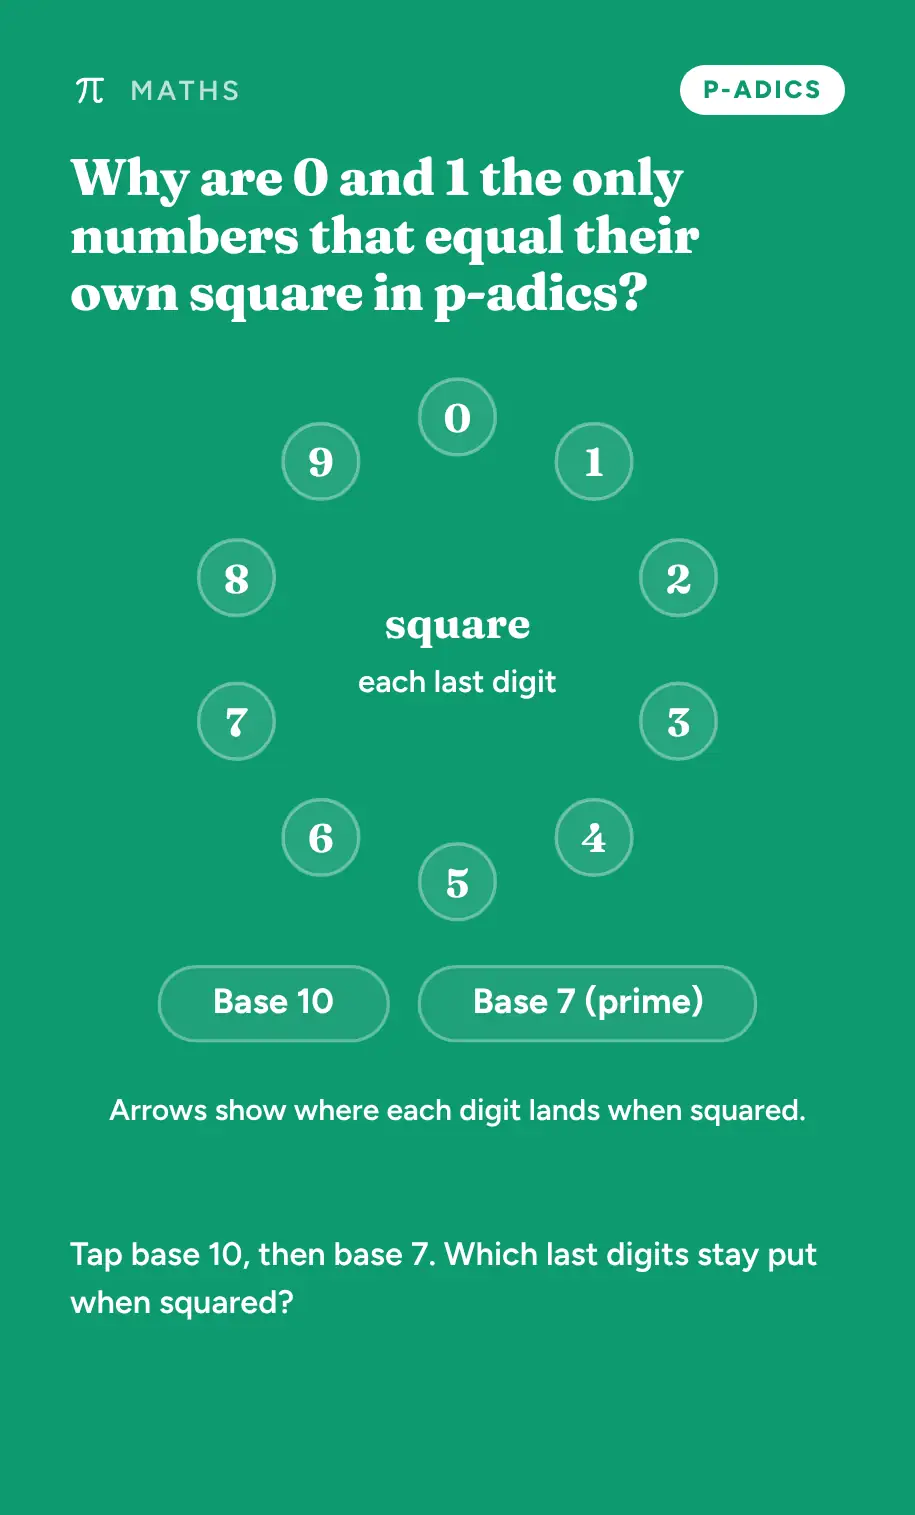 π MATHS
P-ADICS
Why are 0 and 1 the only
numbers that equal their
own square in p-adics?
0
9
1
8
2
square
each last digit
7
3
6
4
5
Base 10
Base 7 (prime)
Arrows show where each digit lands when squared.
Tap base 10, then base 7. Which last digits stay put
when squared?